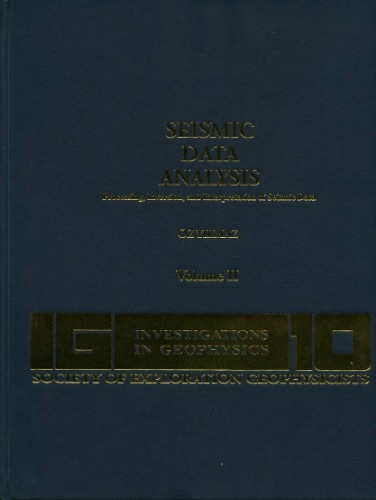 SEISMIC
DATA
ANALYSIS
Processing, Inversion, and Interpretation of Seismic Data
OZ YILMAZ
Volume II
IG
INVESTIGATIONS
IN GEOPHYSICS
10
SOCIETY OF EXPLORATION GEOPHYSICISTS